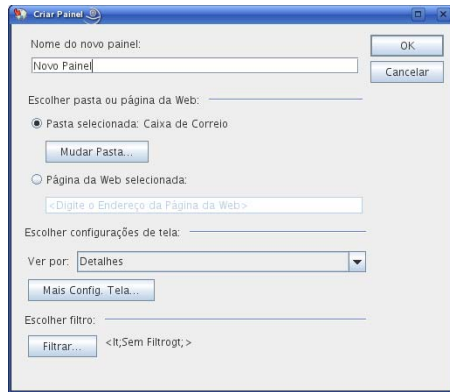 Criar Painel
Nome do novo painel:
OK
Novo Painel
Cancelar
Escolher pasta ou página da Web:
Pasta selecionada: Caixa de Correio
Mudar Pasta...
Página da Web selecionada:
<Digite o Endereço da Página da Web>
Escolher configurações de tela:
Ver por: Detalhes
Mais Config. Tela...
Escolher filtro:
Filtrar... <lt;Sem Filtrogt;>